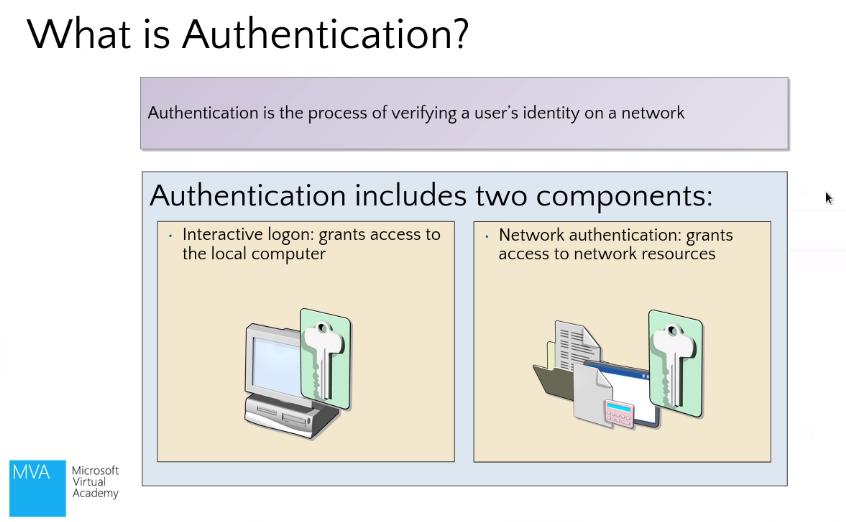 What is Authentication?
Authentication is the process of verifying a user's identity on a network
Authentication includes two components:
· Interactive logon: grants access to
the local computer
· Network authentication: grants
access to network resources
MVA
Microsoft
Virtual
Academy